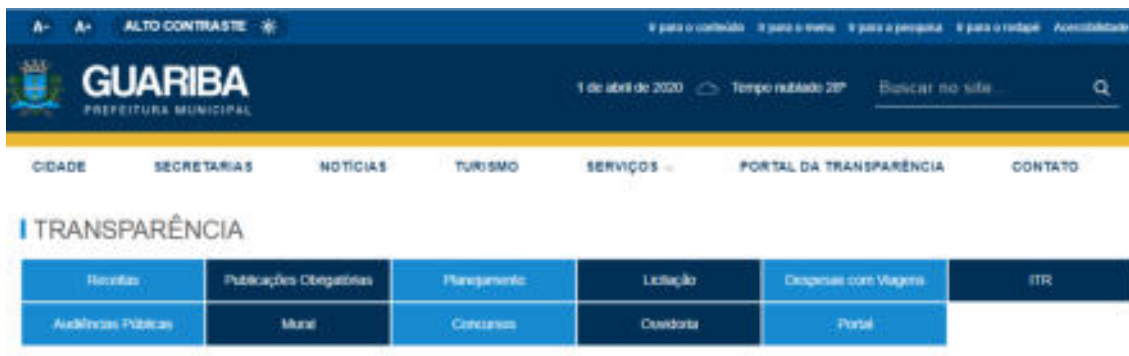 A- A+ ALTO CONTRASTE Ir para o conteúdo Ir para o menu Ir para a pesquisa Ir para o rodapé Acessibilidade
GUARIBA
PREFEITURA MUNICIPAL
1 de abril de 2020 Tempo nublado 28º Buscar no site...
CIDADE SECRETARIAS NOTÍCIAS TURISMO SERVIÇOS PORTAL DA TRANSPARÊNCIA CONTATO
TRANSPARÊNCIA
Receitas Publicações Obrigatórias Planejamento Licitação Despesas com Viagens ITR
Audiências Públicas Mural Concursos Ouvidoria Portal